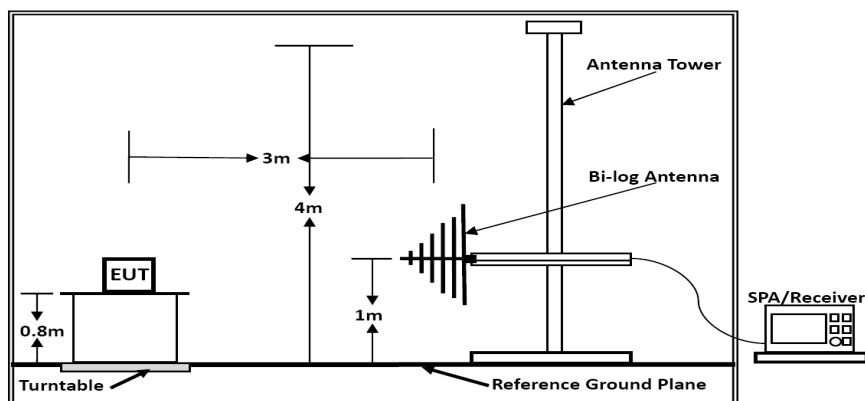 Antenna Tower
3m
Bi-log Antenna
4m
EUT
SPA/Receiver
0.8m
1m
Turntable
Reference Ground Plane